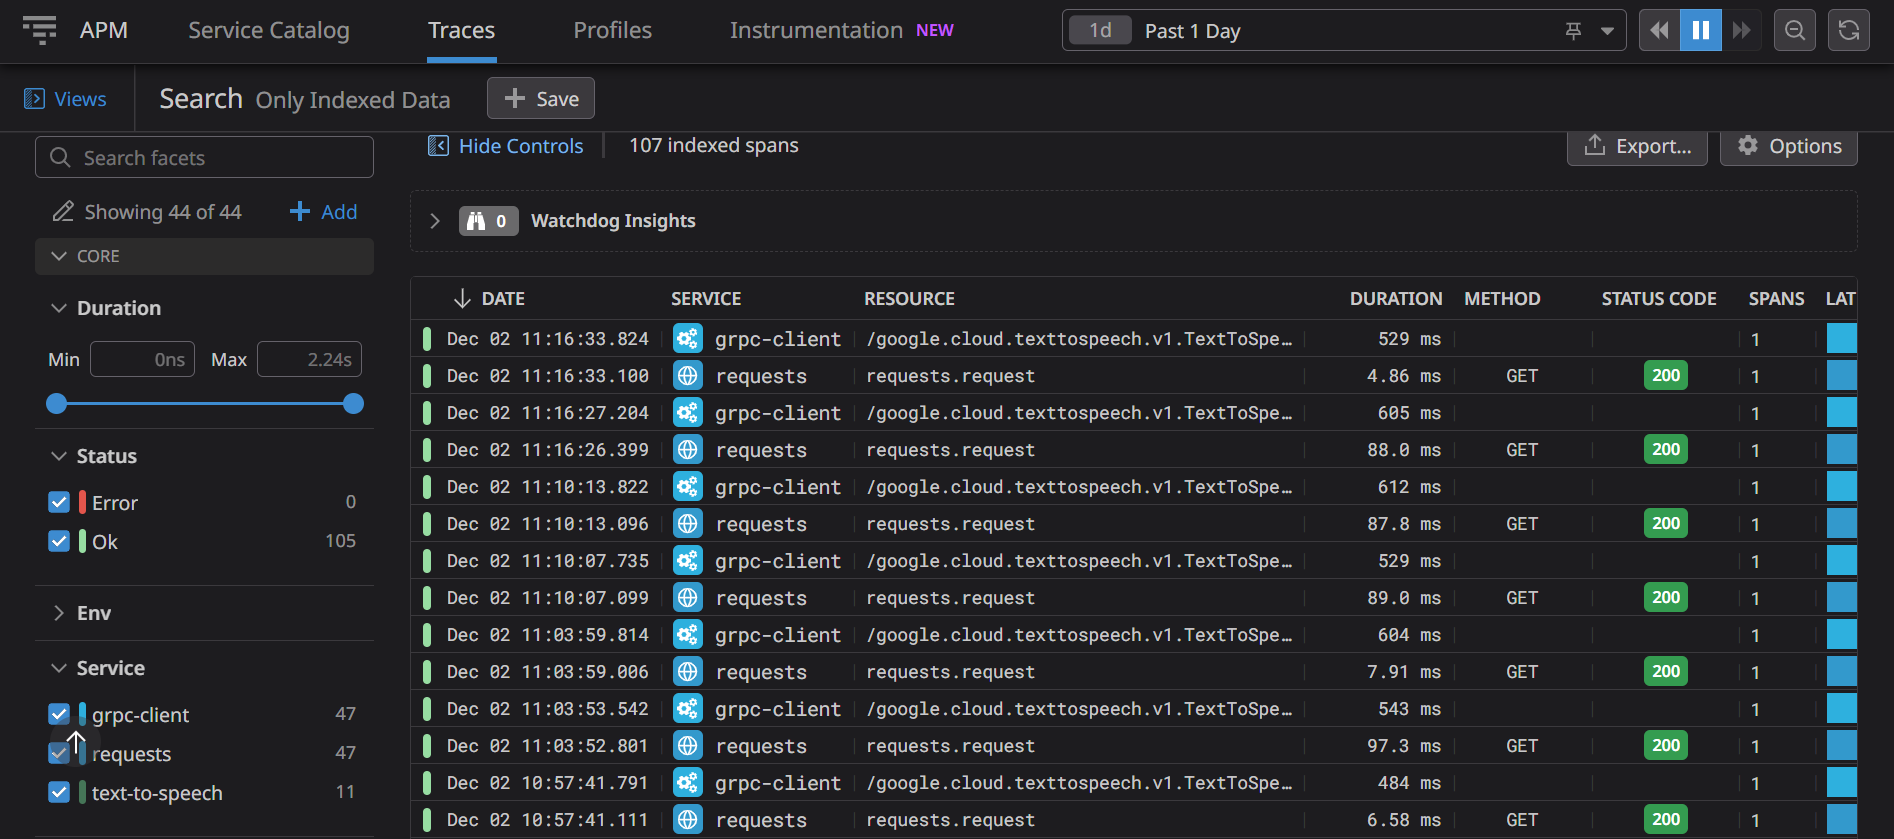 APM Service Catalog Traces Profiles Instrumentation NEW 1d Past 1 Day
Views Search Only Indexed Data Save
Search facets
Hide Controls 107 indexed spans Export... Options
Showing 44 of 44 Add
0 Watchdog Insights
CORE
Duration
Min 0ns Max 2.24s
Status
Error 0
Ok 105
Env
Service
grpc-client 47
requests 47
text-to-speech 11
DATE SERVICE RESOURCE DURATION METHOD STATUS CODE SPANS LAT
Dec 02 11:16:33.824 grpc-client /google.cloud.texttospeech.v1.TextToSpe… 529 ms 1
Dec 02 11:16:33.100 requests requests.request 4.86 ms GET 200 1
Dec 02 11:16:27.204 grpc-client /google.cloud.texttospeech.v1.TextToSpe… 605 ms 1
Dec 02 11:16:26.399 requests requests.request 88.0 ms GET 200 1
Dec 02 11:10:13.822 grpc-client /google.cloud.texttospeech.v1.TextToSpe… 612 ms 1
Dec 02 11:10:13.096 requests requests.request 87.8 ms GET 200 1
Dec 02 11:10:07.735 grpc-client /google.cloud.texttospeech.v1.TextToSpe… 529 ms 1
Dec 02 11:10:07.099 requests requests.request 89.0 ms GET 200 1
Dec 02 11:03:59.814 grpc-client /google.cloud.texttospeech.v1.TextToSpe… 604 ms 1
Dec 02 11:03:59.006 requests requests.request 7.91 ms GET 200 1
Dec 02 11:03:53.542 grpc-client /google.cloud.texttospeech.v1.TextToSpe… 543 ms 1
Dec 02 11:03:52.801 requests requests.request 97.3 ms GET 200 1
Dec 02 10:57:41.791 grpc-client /google.cloud.texttospeech.v1.TextToSpe… 484 ms 1
Dec 02 10:57:41.111 requests requests.request 6.58 ms GET 200 1